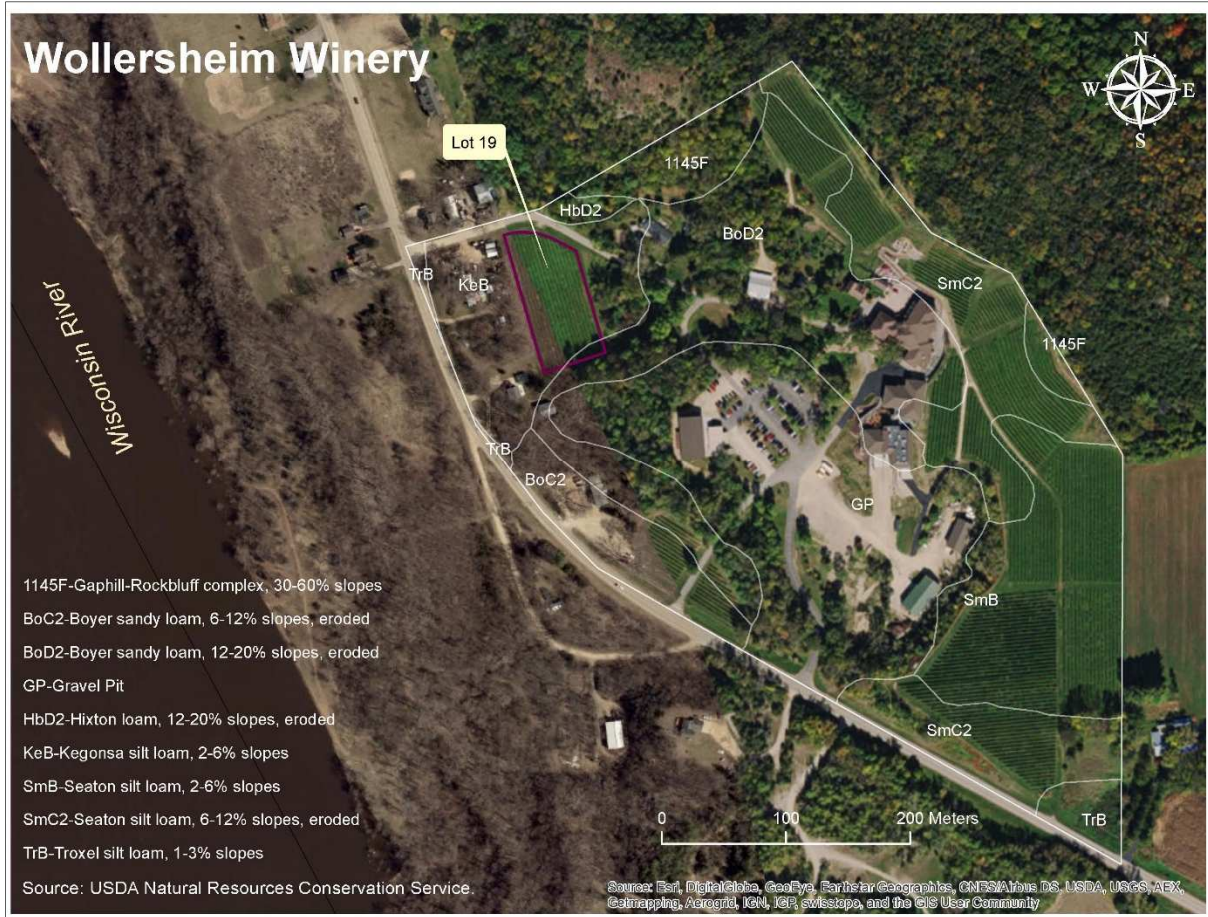 Wollersheim Winery
N
W
E
S
Lot 19
1145F
HbD2
BoD2
TrB
KeB
SmC2
1145F
Wisconsin River
TrB
BoC2
GP
SmB
SmC2
TrB
1145F-Gaphill-Rockbluff complex, 30-60% slopes
BoC2-Boyer sandy loam, 6-12% slopes, eroded
BoD2-Boyer sandy loam, 12-20% slopes, eroded
GP-Gravel Pit
HbD2-Hixton loam, 12-20% slopes, eroded
KeB-Kegonsa silt loam, 2-6% slopes
SmB-Seaton silt loam, 2-6% slopes
SmC2-Seaton silt loam, 6-12% slopes, eroded
TrB-Troxel silt loam, 1-3% slopes
Source: USDA Natural Resources Conservation Service.
0 100 200 Meters
Source: Esri, DigitalGlobe, GeoEye, Earthstar Geographics, CNES/Airbus DS, USDA, USGS, AEX,
Getmapping, Aerogrid, IGN, IGP, swisstopo, and the GIS User Community